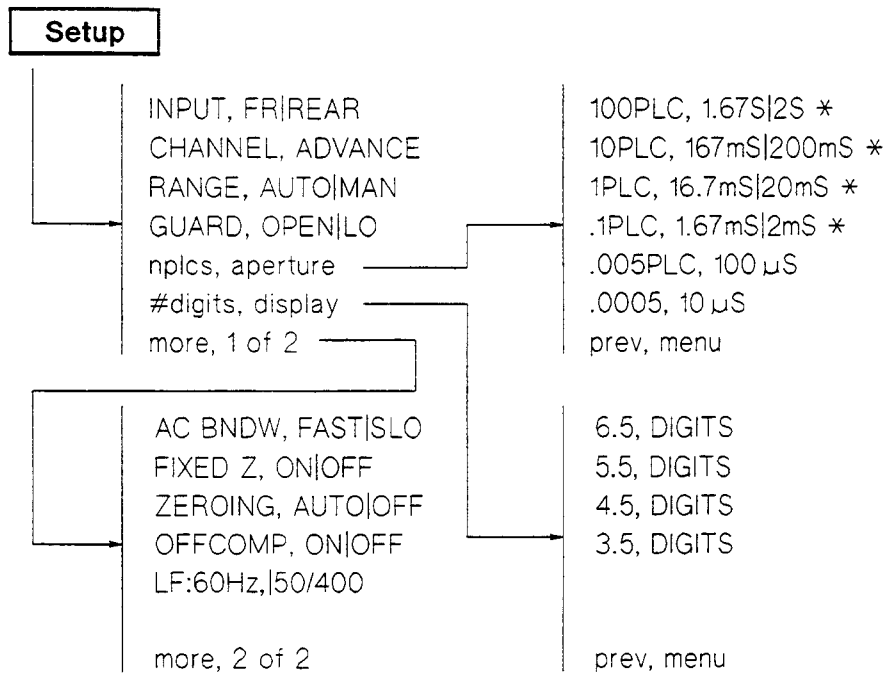 Setup
INPUT, FR|REAR
CHANNEL, ADVANCE
RANGE, AUTO|MAN
GUARD, OPEN|LO
nplcs, aperture
#digits, display
more, 1 of 2
100PLC, 1.67S|2S *
10PLC, 167mS|200mS *
1PLC, 16.7mS|20mS *
.1PLC, 1.67mS|2mS *
.005PLC, 100 µS
.0005, 10 µS
prev, menu
AC BNDW, FAST|SLO
FIXED Z, ON|OFF
ZEROING, AUTO|OFF
OFFCOMP, ON|OFF
LF:60Hz,|50/400
more, 2 of 2
6.5, DIGITS
5.5, DIGITS
4.5, DIGITS
3.5, DIGITS
prev, menu